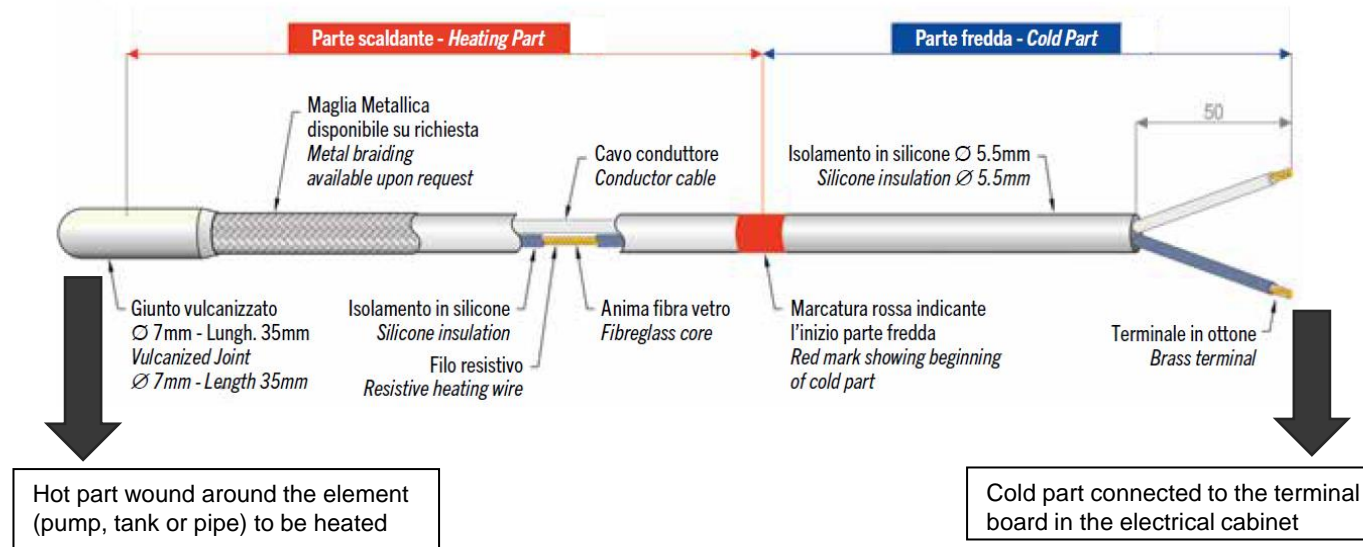 Parte scaldante - Heating Part
Parte fredda - Cold Part
50
Maglia Metallica
disponibile su richiesta
Metal braiding
available upon request
Cavo conduttore
Conductor cable
Isolamento in silicone Ø 5.5mm
Silicone insulation Ø 5.5mm
Giunto vulcanizzato
Ø 7mm - Lungh. 35mm
Vulcanized Joint
Ø 7mm - Length 35mm
Isolamento in silicone
Silicone insulation
Filo resistivo
Resistive heating wire
Anima fibra vetro
Fibreglass core
Marcatura rossa indicante
l'inizio parte fredda
Red mark showing beginning
of cold part
Terminale in ottone
Brass terminal
Hot part wound around the element
(pump, tank or pipe) to be heated
Cold part connected to the terminal
board in the electrical cabinet